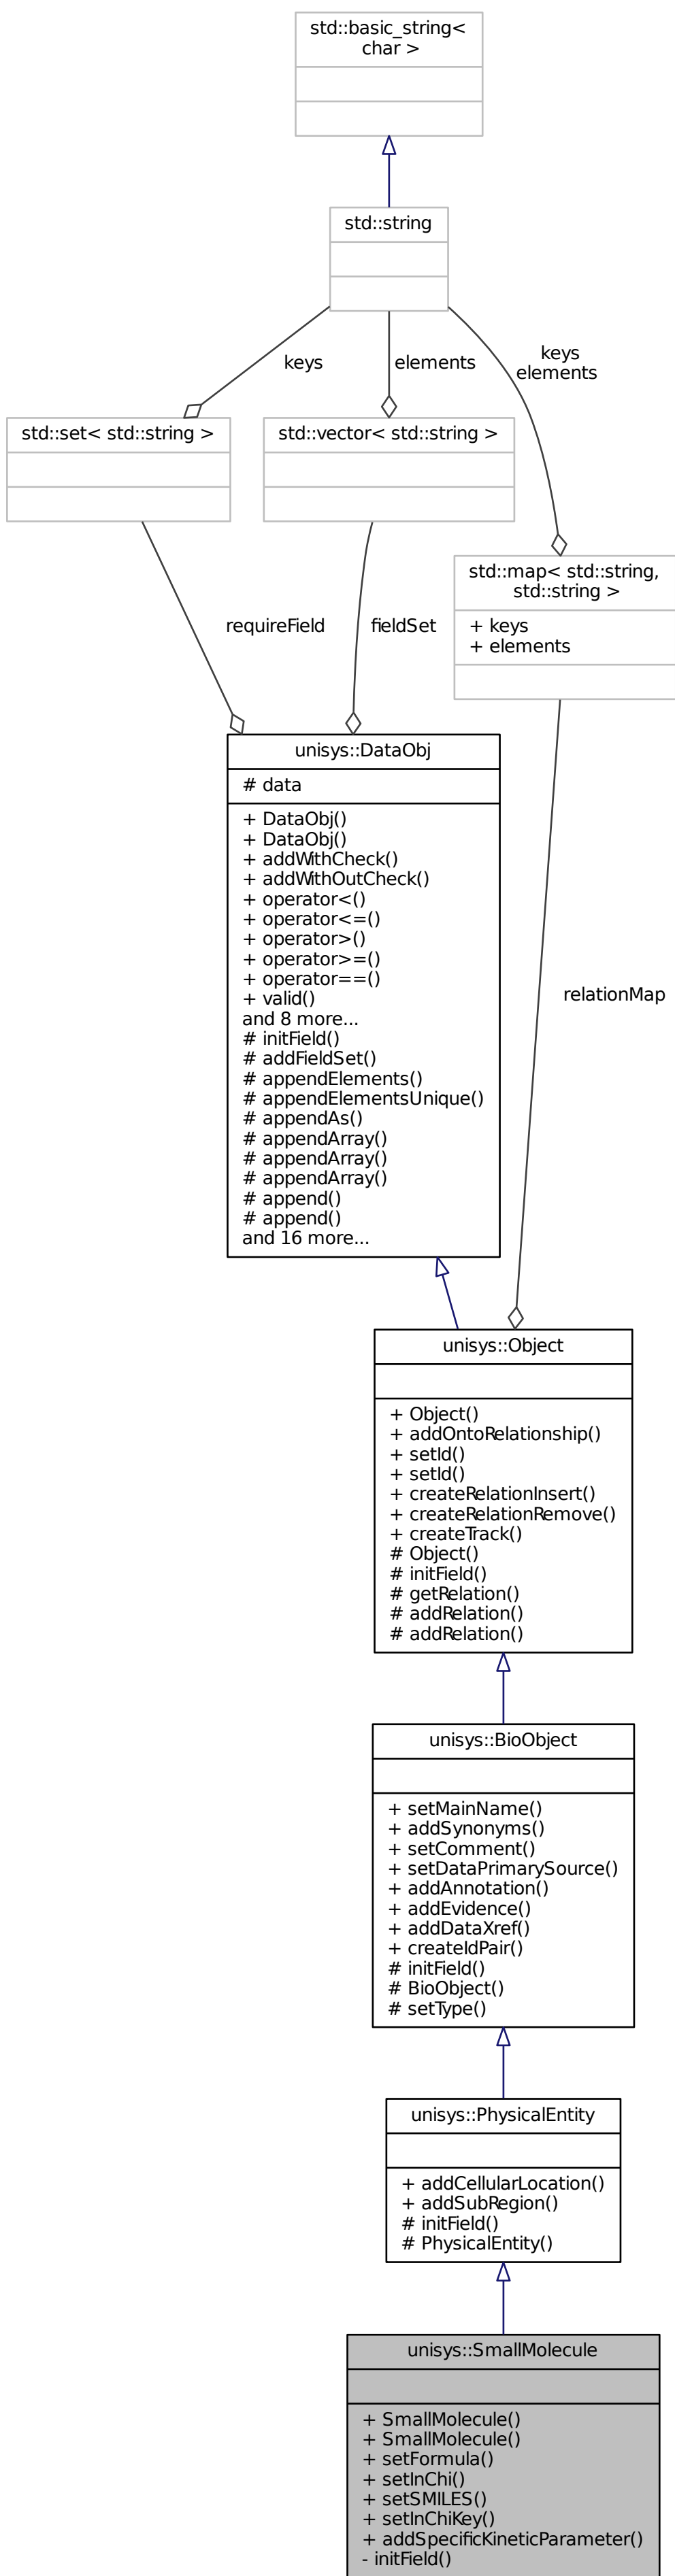 std::basic_string<
char >
std::string
keys
elements
keys
elements
std::set< std::string >
std::vector< std::string >
std::map< std::string,
std::string >
+ keys
+ elements
requireField
fieldSet
unisys::DataObj
# data
+ DataObj()
+ DataObj()
+ addWithCheck()
+ addWithOutCheck()
+ operator<()
+ operator<=()
+ operator>()
+ operator>=()
+ operator==()
+ valid()
and 8 more...
# initField()
# addFieldSet()
# appendElements()
# appendElementsUnique()
# appendAs()
# appendArray()
# appendArray()
# appendArray()
# append()
# append()
and 16 more...
relationMap
unisys::Object
+ Object()
+ addOntoRelationship()
+ setId()
+ setId()
+ createRelationInsert()
+ createRelationRemove()
+ createTrack()
# Object()
# initField()
# getRelation()
# addRelation()
# addRelation()
unisys::BioObject
+ setMainName()
+ addSynonyms()
+ setComment()
+ setDataPrimarySource()
+ addAnnotation()
+ addEvidence()
+ addDataXref()
+ createIdPair()
# initField()
# BioObject()
# setType()
unisys::PhysicalEntity
+ addCellularLocation()
+ addSubRegion()
# initField()
# PhysicalEntity()
unisys::SmallMolecule
+ SmallMolecule()
+ SmallMolecule()
+ setFormula()
+ setInChi()
+ setSMILES()
+ setInChiKey()
+ addSpecificKineticParameter()
- initField()